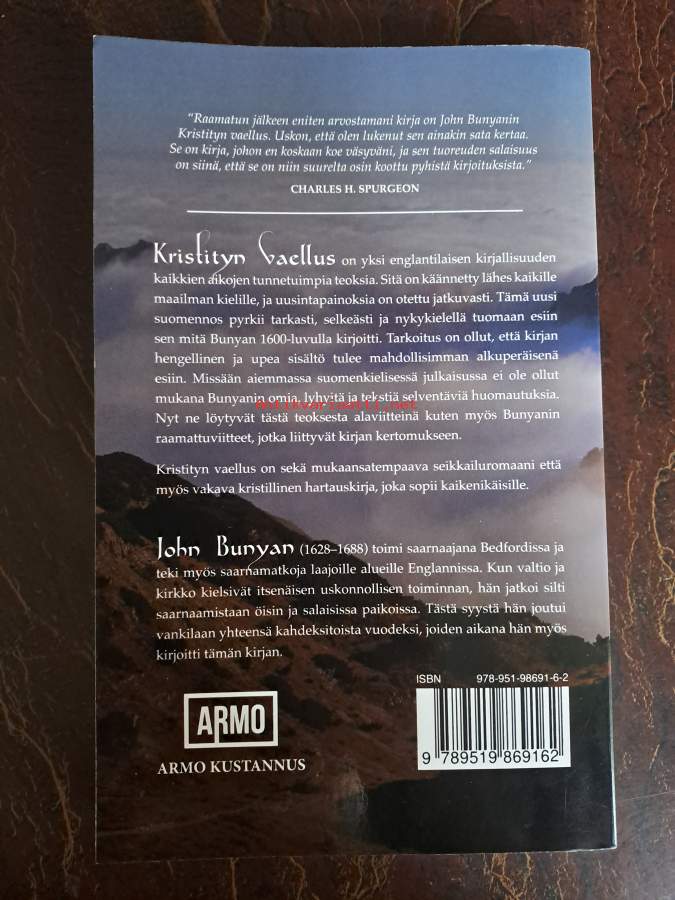 “Raamatun jälkeen eniten arvostamani kirja on John Bunyanin
Kristityn vaellus. Uskon, että olen lukenut sen ainakin sata kertaa.
Se on kirja, johon en koskaan koe väsyväni, ja sen tuoreuden salaisuus
on siinä, että se on niin suurelta osin koottu pyhistä kirjoituksista.”
CHARLES H. SPURGEON
Kristityn Vaellus on yksi englantilaisen kirjallisuuden
kaikkien aikojen tunnetuimpia teoksia. Sitä on käännetty lähes kaikille
maailman kielille, ja uusintapainoksia on otettu jatkuvasti. Tämä uusi
suomennos pyrkii tarkasti, selkeästi ja nykykielellä tuomaan esiin
sen mitä Bunyan 1600-luvulla kirjoitti. Tarkoitus on ollut, että kirjan
hengellinen ja upea sisältö tulee mahdollisimman alkuperäisenä
esiin. Missään aiemmassa suomenkielisessä julkaisussa ei ole ollut
mukana Bunyanin omia, lyhyitä ja tekstiä selventäviä huomautuksia.
antikvariaatti.net
Nyt ne löytyvät tästä teoksesta alaviitteinä kuten myös Bunyanin
raamattuviitteet, jotka liittyvät kirjan kertomukseen.
Kristityn vaellus on sekä mukaansatempaava seikkailuromaani että
myös vakava kristillinen hartauskirja, joka sopii kaikenikäisille.
John Bunyan (1628–1688) toimi saarnaajana Bedfordissa ja
teki myös saarnamatkoja laajoille alueille Englannissa. Kun valtio ja
kirkko kielsivät itsenäisen uskonnollisen toiminnan, hän jatkoi silti
saarnaamistaan öisin ja salaisissa paikoissa. Tästä syystä hän joutui
vankilaan yhteensä kahdeksitoista vuodeksi, joiden aikana hän myös
kirjoitti tämän kirjan.
ISBN 978-951-98691-6-2
ARMO
9 789519 869162
ARMO KUSTANNUS